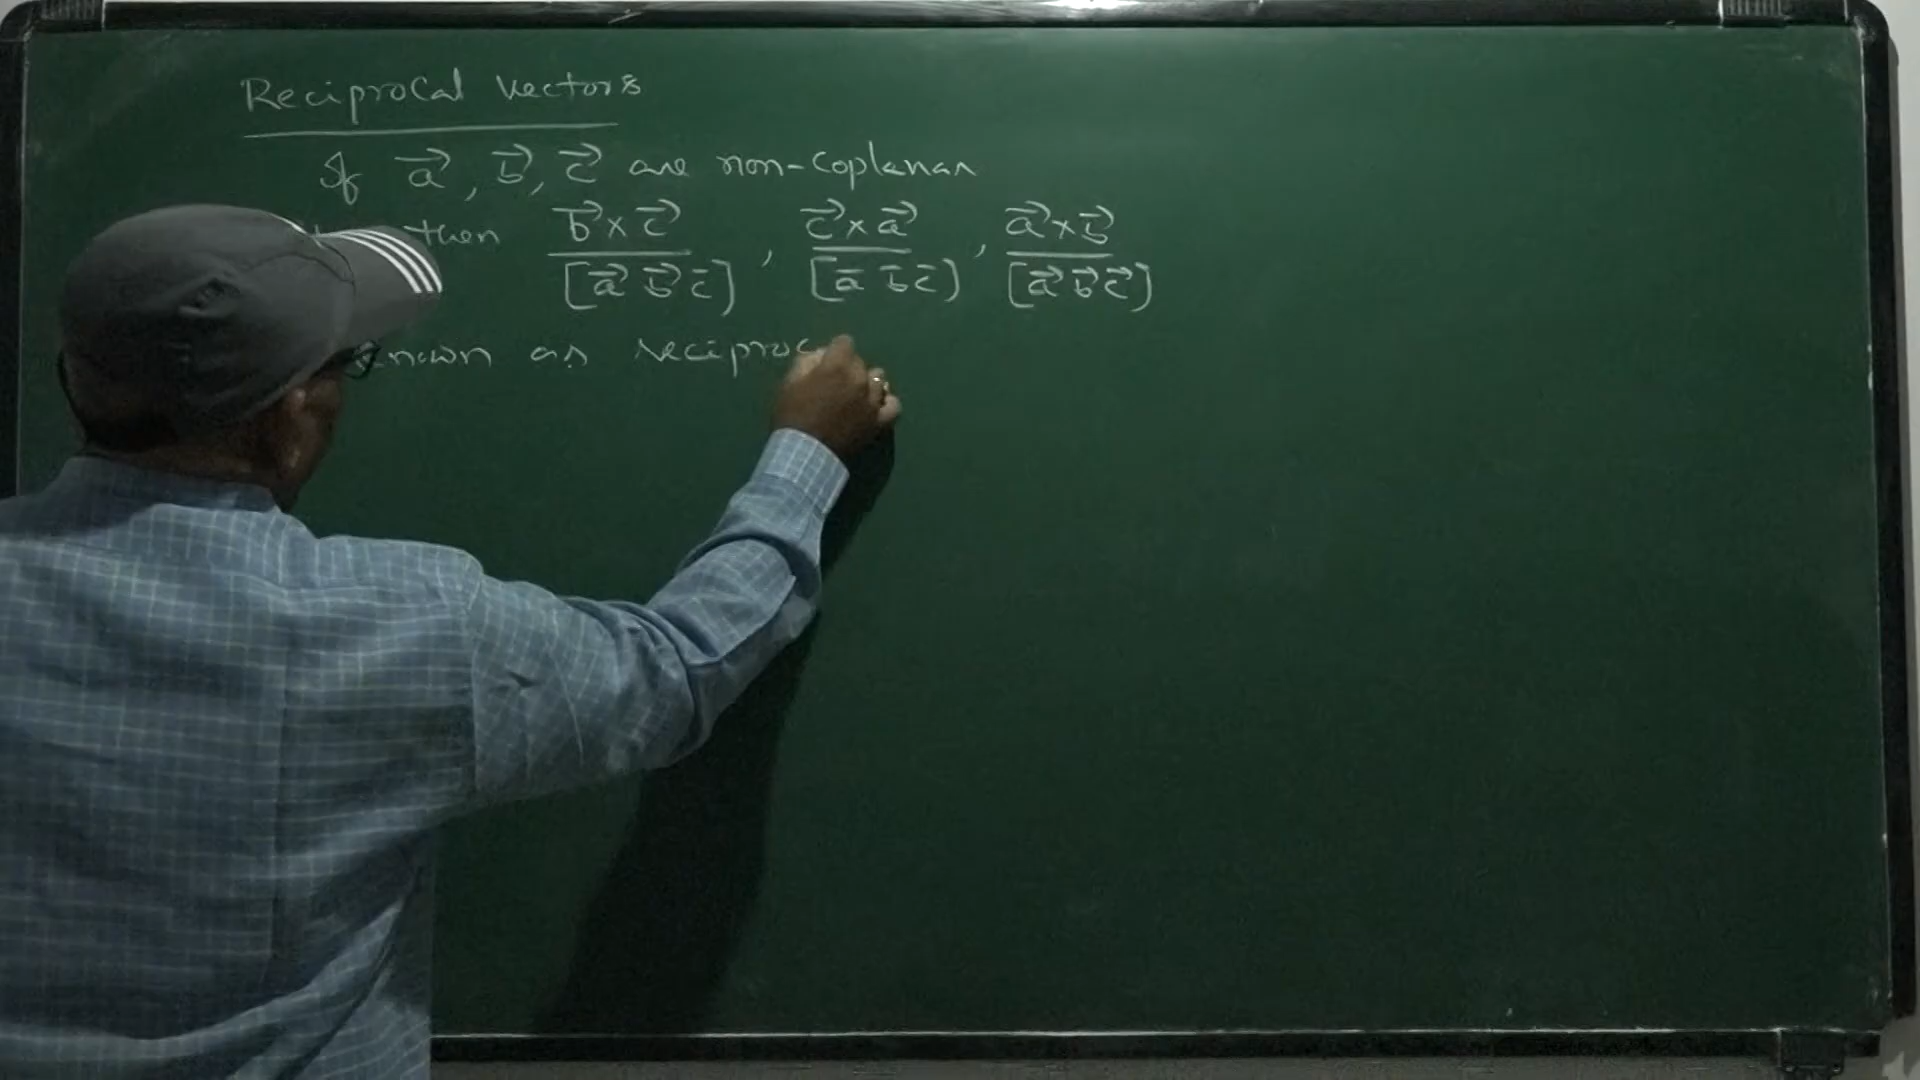 Reciprocal Vectors
If a⃗, b⃗, c⃗ are non-coplanar
then (b⃗ × c⃗)/[a⃗ b⃗ c̄], (c⃗ × a⃗)/[ā b̄ c̄], (a⃗ × b⃗)/[a⃗ b⃗ c⃗]
known as reciproc